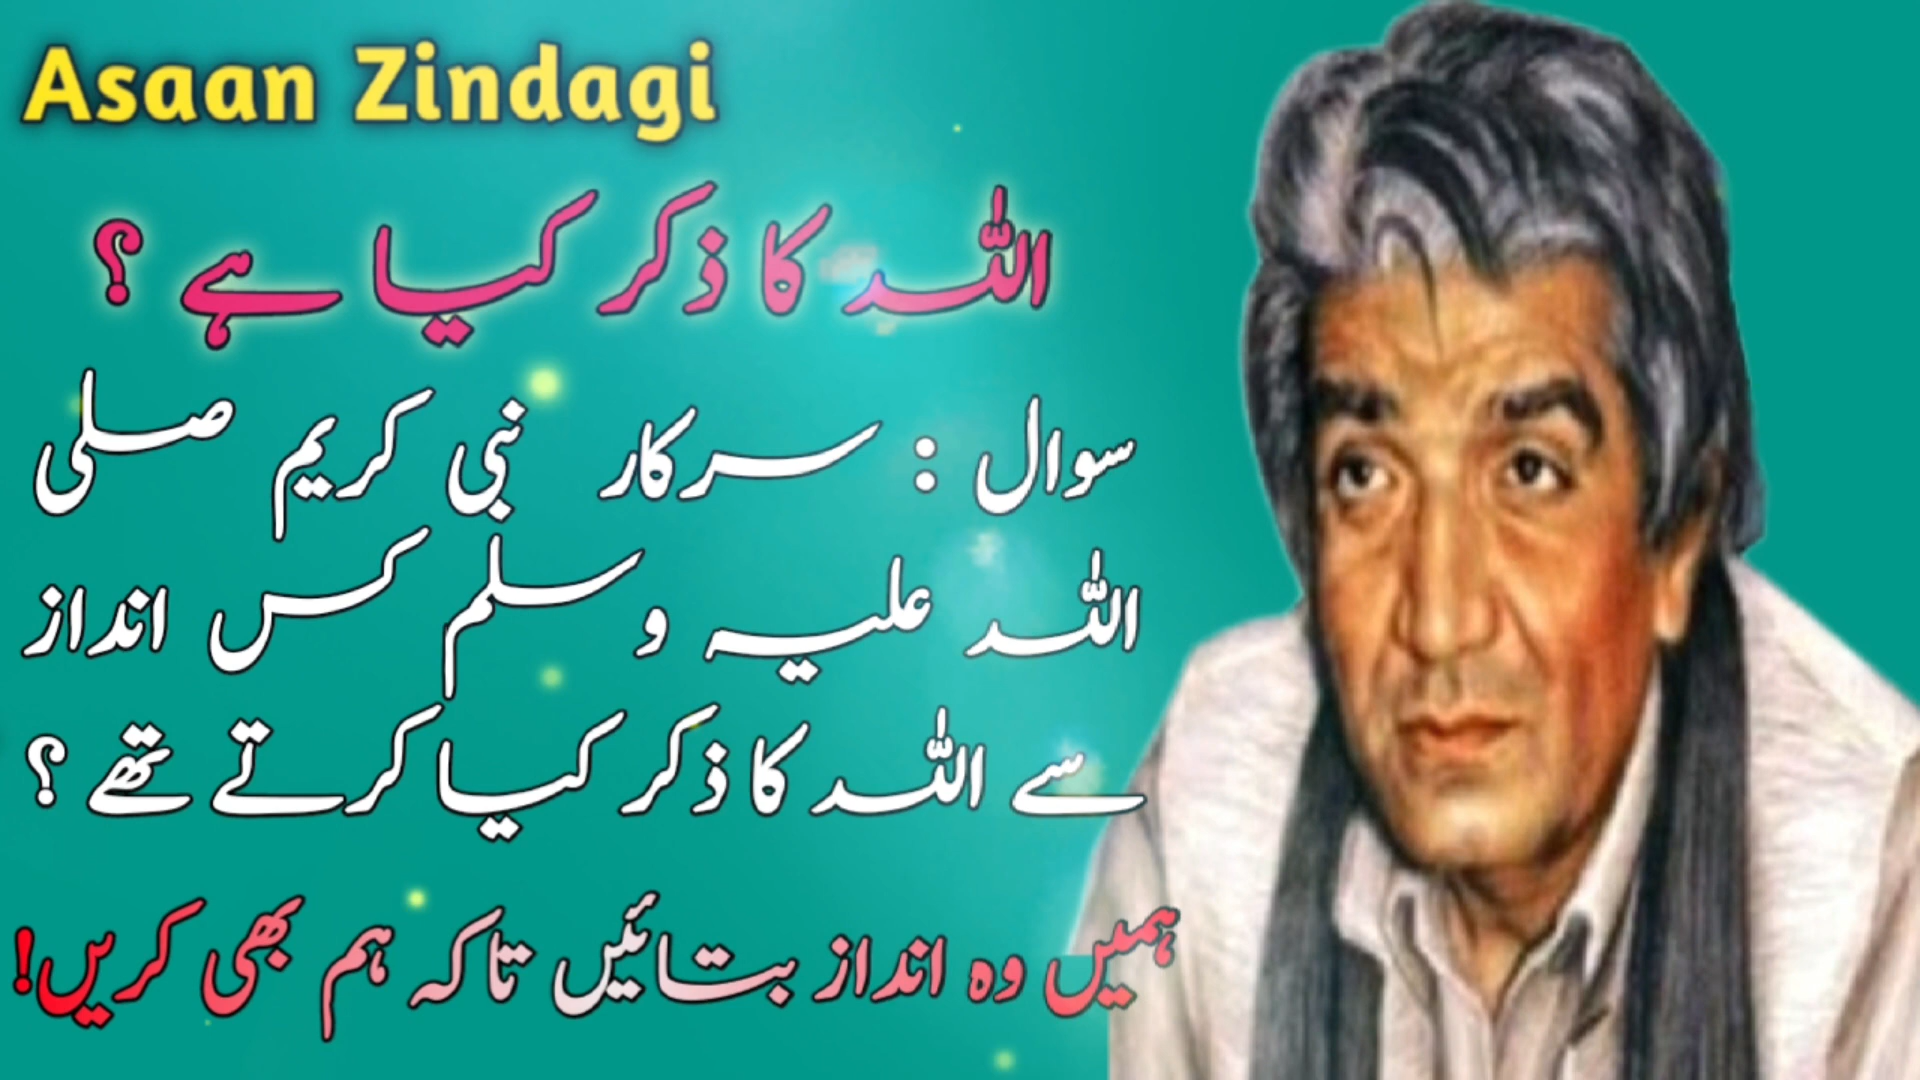 Asaan Zindagi
اللہ کا ذکر کیا ہے ؟
سوال : سرکار نبی کریم صلی
اللہ علیہ وسلم کس انداز
سے اللہ کا ذکر کیا کرتے تھے ؟
ہمیں وہ انداز بتائیں تاکہ ہم بھی کریں!